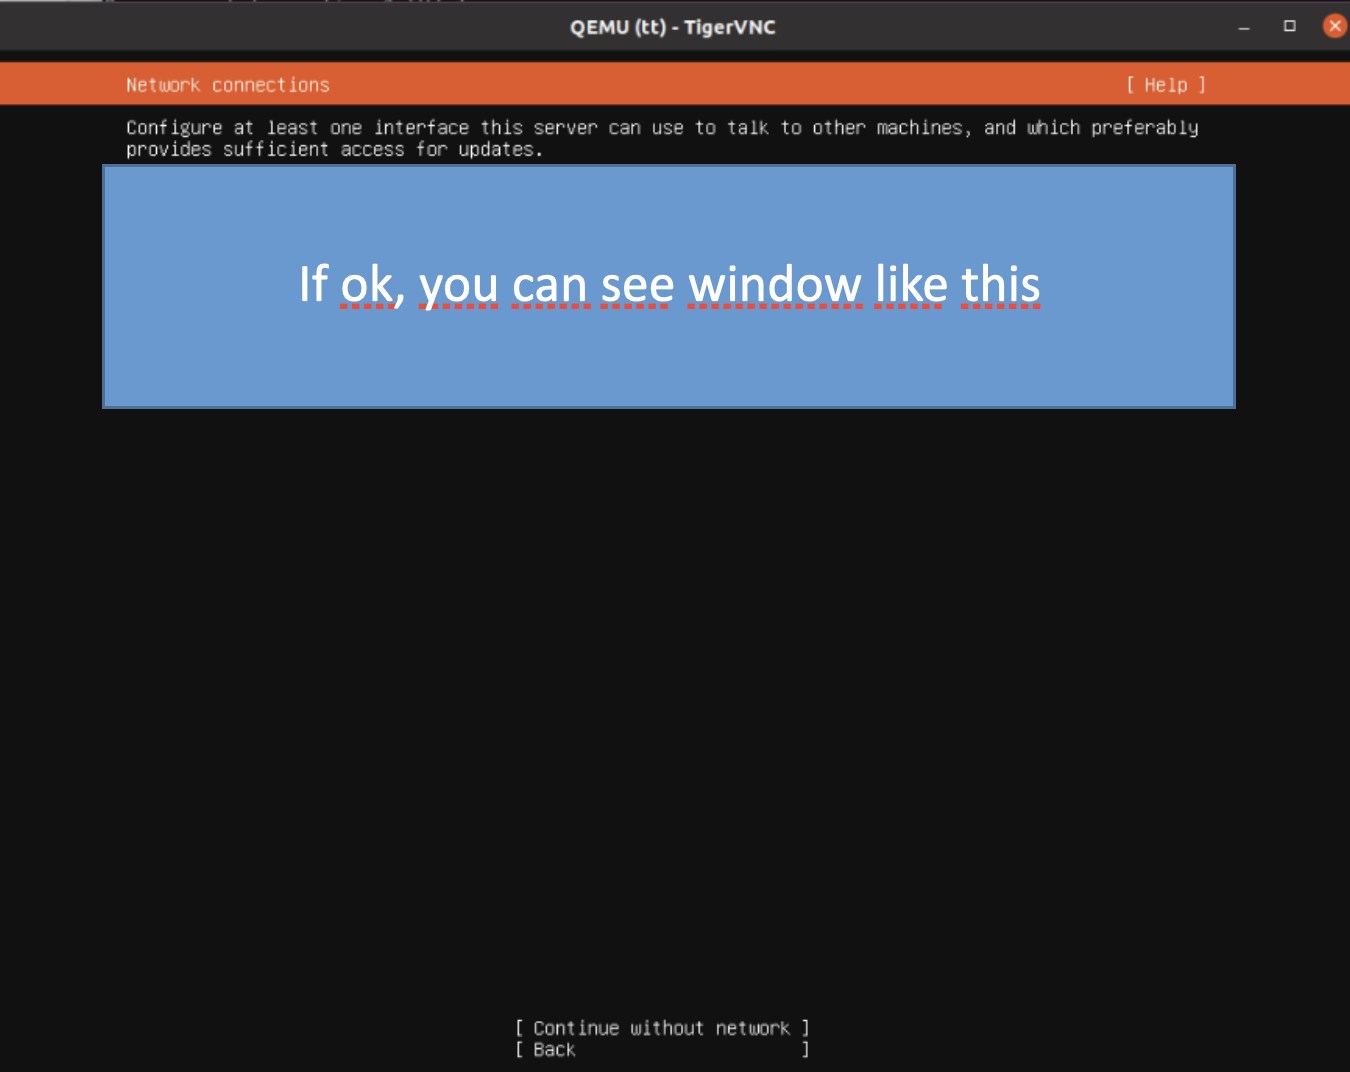 QEMU (tt) - TigerVNC
Network connections [ Help ]
Configure at least one interface this server can use to talk to other machines, and which preferably
provides sufficient access for updates.
If ok, you can see window like this
[ Continue without network ]
[ Back ]